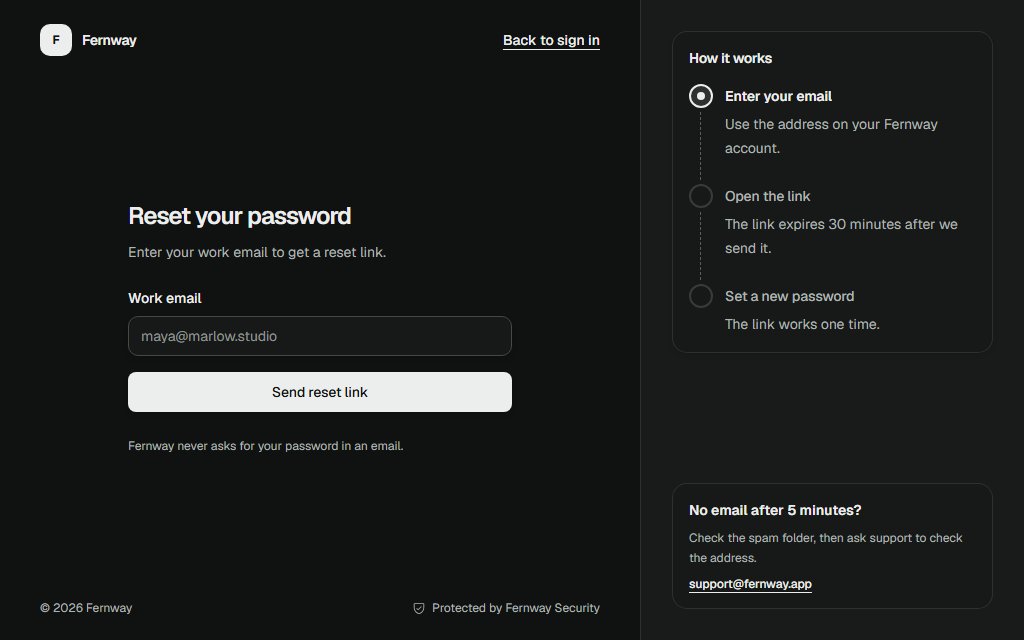 F
Fernway
Back to sign in
Reset your password
Enter your work email to get a reset link.
Work email
maya@marlow.studio
Send reset link
Fernway never asks for your password in an email.
© 2026 Fernway
Protected by Fernway Security
How it works
Enter your email
Use the address on your Fernway
account.
Open the link
The link expires 30 minutes after we
send it.
Set a new password
The link works one time.
No email after 5 minutes?
Check the spam folder, then ask support to check
the address.
support@fernway.app